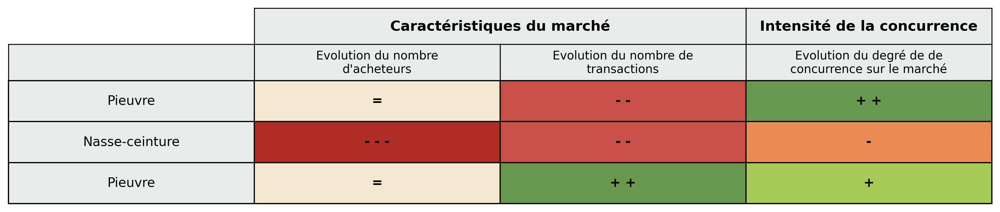 Caractéristiques du marché
Intensité de la concurrence
Evolution du nombre
d'acheteurs
Evolution du nombre de
transactions
Evolution du degré de de
concurrence sur le marché
Pieuvre
=
- -
+ +
Nasse-ceinture
- - -
- -
-
Pieuvre
=
+ +
+